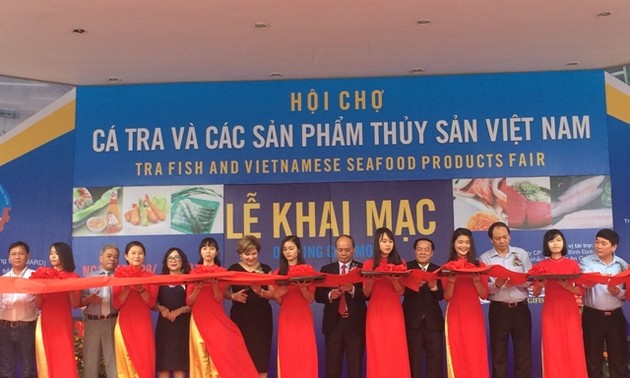 HỘI CHỢ
CÁ TRA VÀ CÁC SẢN PHẨM THỦY SẢN VIỆT NAM
TRA FISH AND VIETNAMESE SEAFOOD PRODUCTS FAIR
LỄ KHAI MẠC